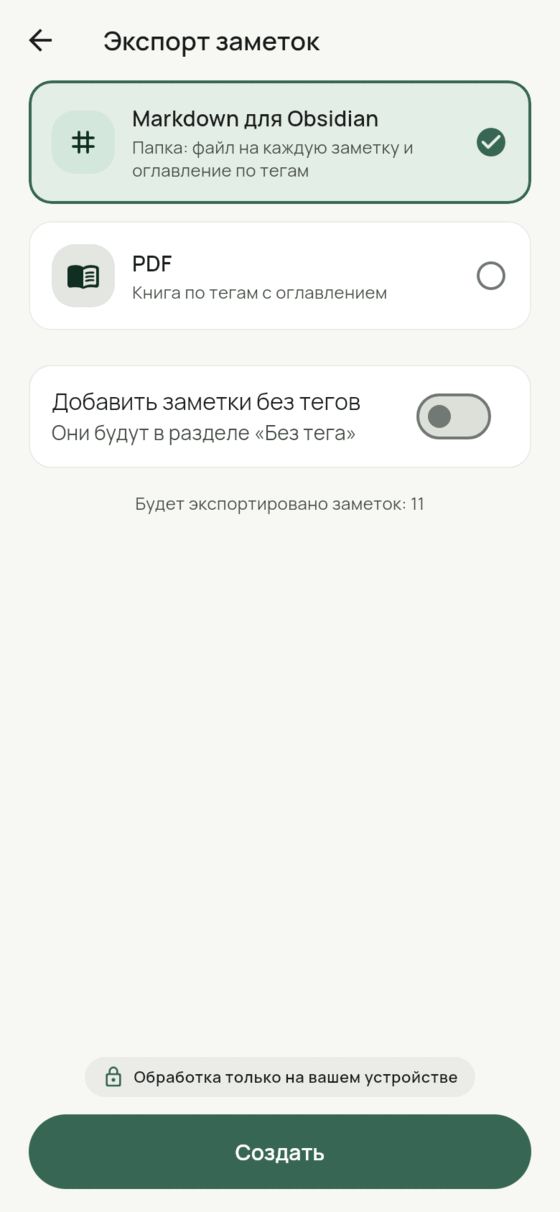 Экспорт заметок
Markdown для Obsidian
Папка: файл на каждую заметку и
оглавление по тегам
PDF
Книга по тегам с оглавлением
Добавить заметки без тегов
Они будут в разделе «Без тега»
Будет экспортировано заметок: 11
Обработка только на вашем устройстве
Создать